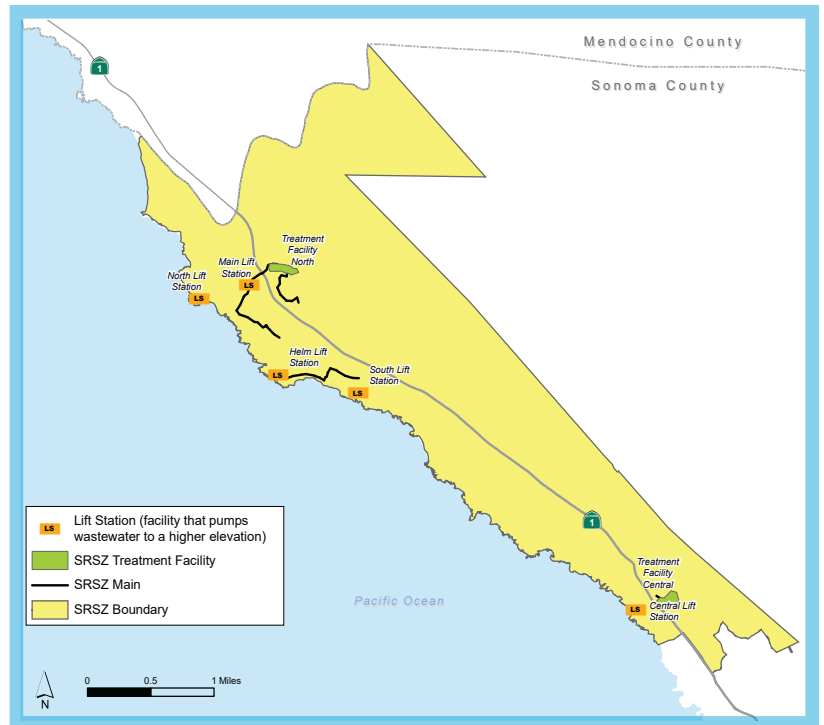 Mendocino County
Sonoma County
1
Treatment
Facility
North
Main Lift
Station
LS
North Lift
Station
LS
Helm Lift
Station
LS
South Lift
Station
LS
1
Treatment
Facility
Central
LS
Central Lift
Station
Pacific Ocean
LS
Lift Station (facility that pumps
wastewater to a higher elevation)
SRSZ Treatment Facility
SRSZ Main
SRSZ Boundary
N
0 0.5 1 Miles